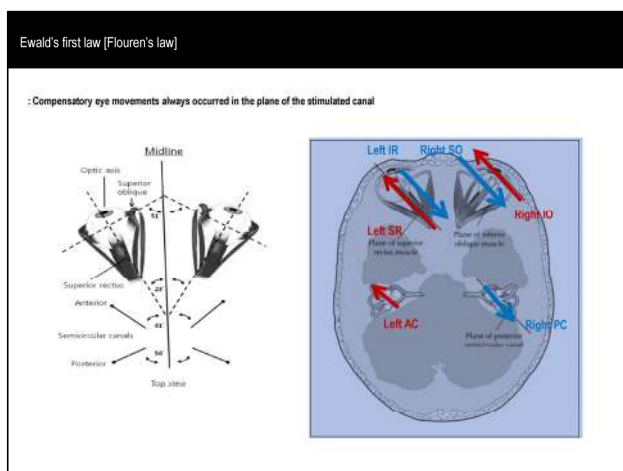 Ewald's first law [Flouren's law]
: Compensatory eye movements always occurred in the plane of the stimulated canal
Midline
Optic axis
Superior
oblique
51
Superior rectus
23
Anterior
41
Semicircular canals
56
Posterior
Top view
Left IR
Right SO
Right IO
Left SR
Plane of superior
rectus muscle
Plane of inferior
oblique muscle
Left AC
Right PC
Plane of posterior
semicircular canal